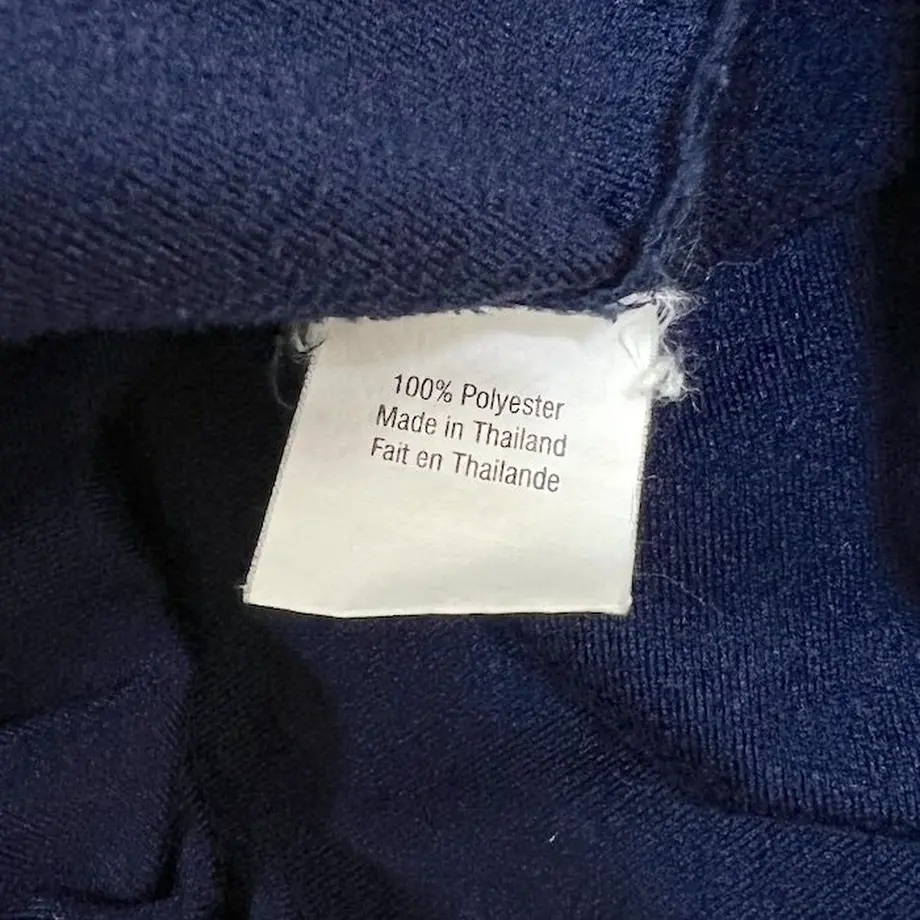 100% Polyester
Made in Thailand
Fait en Thailande